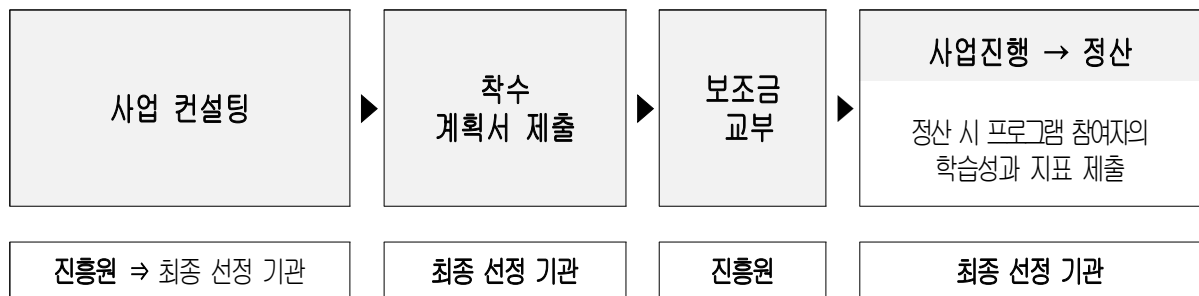 사업 컨설팅
▶
착수
계획서 제출
▶
보조금
교부
▶
사업진행 → 정산
정산 시 프로그램 참여자의
학습성과 지표 제출
진흥원 ⇒ 최종 선정 기관
최종 선정 기관
진흥원
최종 선정 기관